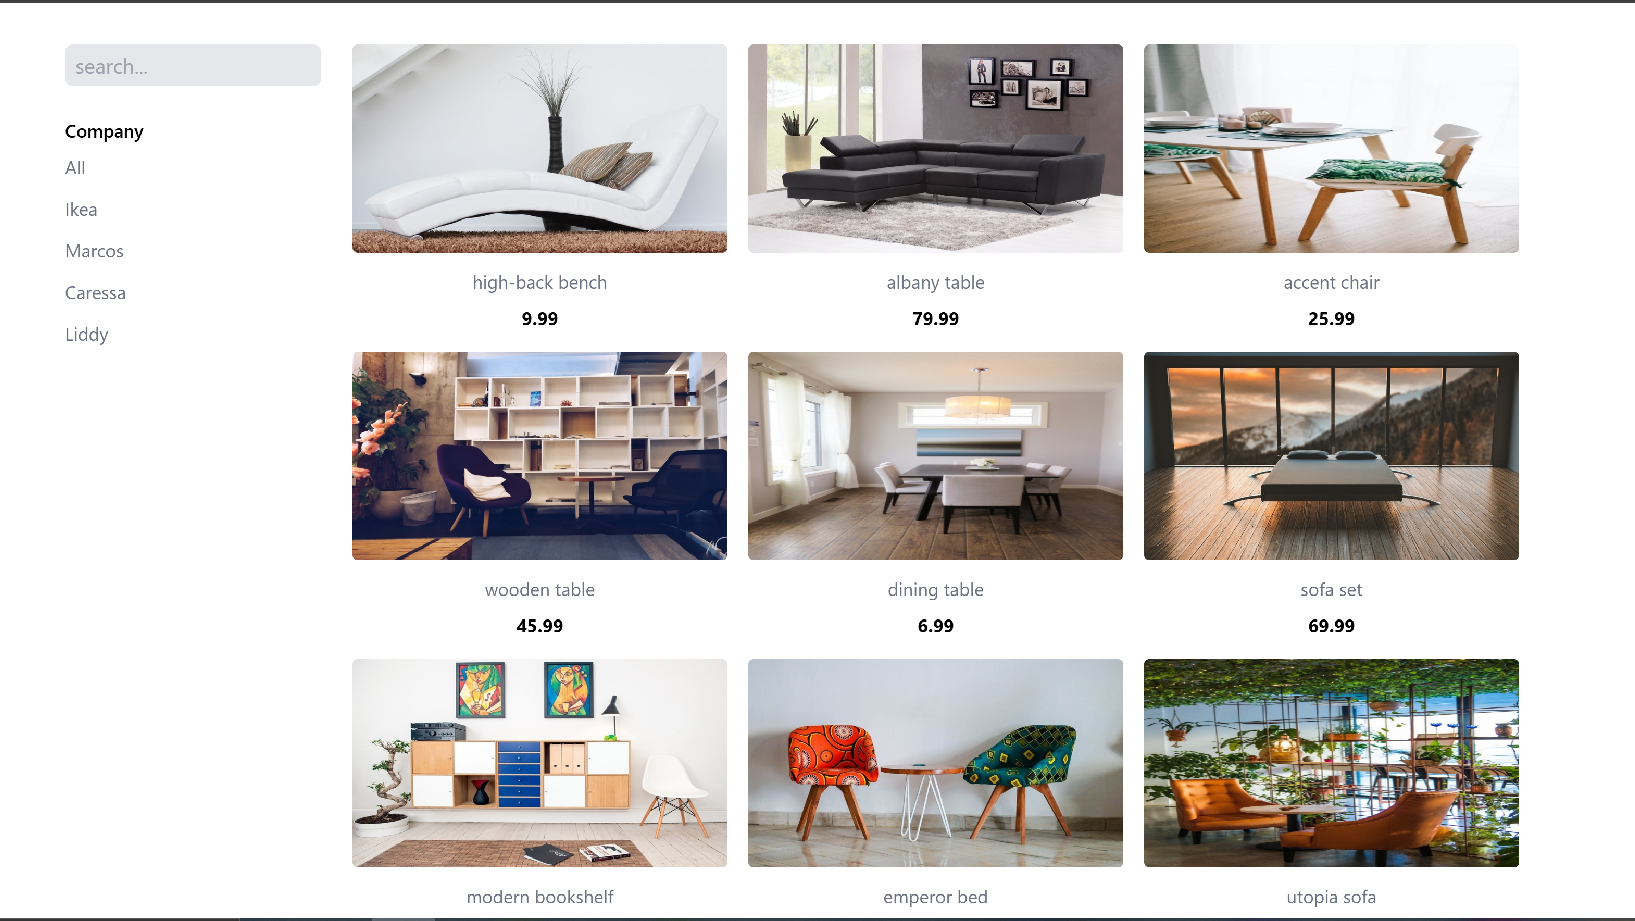 search...
Company
All
Ikea
Marcos
Caressa
Liddy
high-back bench
9.99
albany table
79.99
accent chair
25.99
wooden table
45.99
dining table
6.99
sofa set
69.99
modern bookshelf
emperor bed
utopia sofa